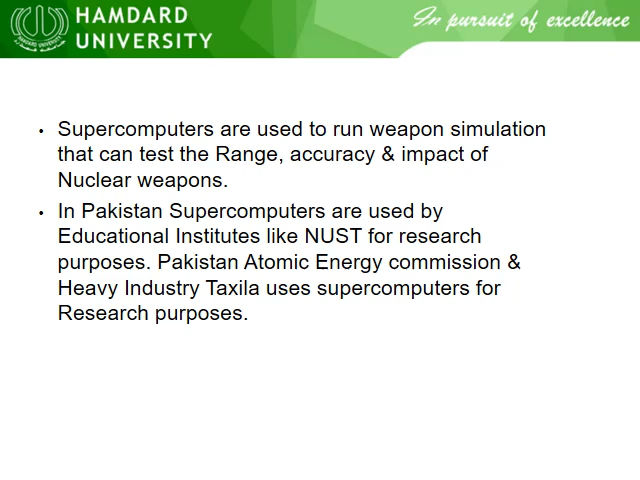 HAMDARD
UNIVERSITY
In pursuit of excellence
• Supercomputers are used to run weapon simulation
that can test the Range, accuracy & impact of
Nuclear weapons.
• In Pakistan Supercomputers are used by
Educational Institutes like NUST for research
purposes. Pakistan Atomic Energy commission &
Heavy Industry Taxila uses supercomputers for
Research purposes.